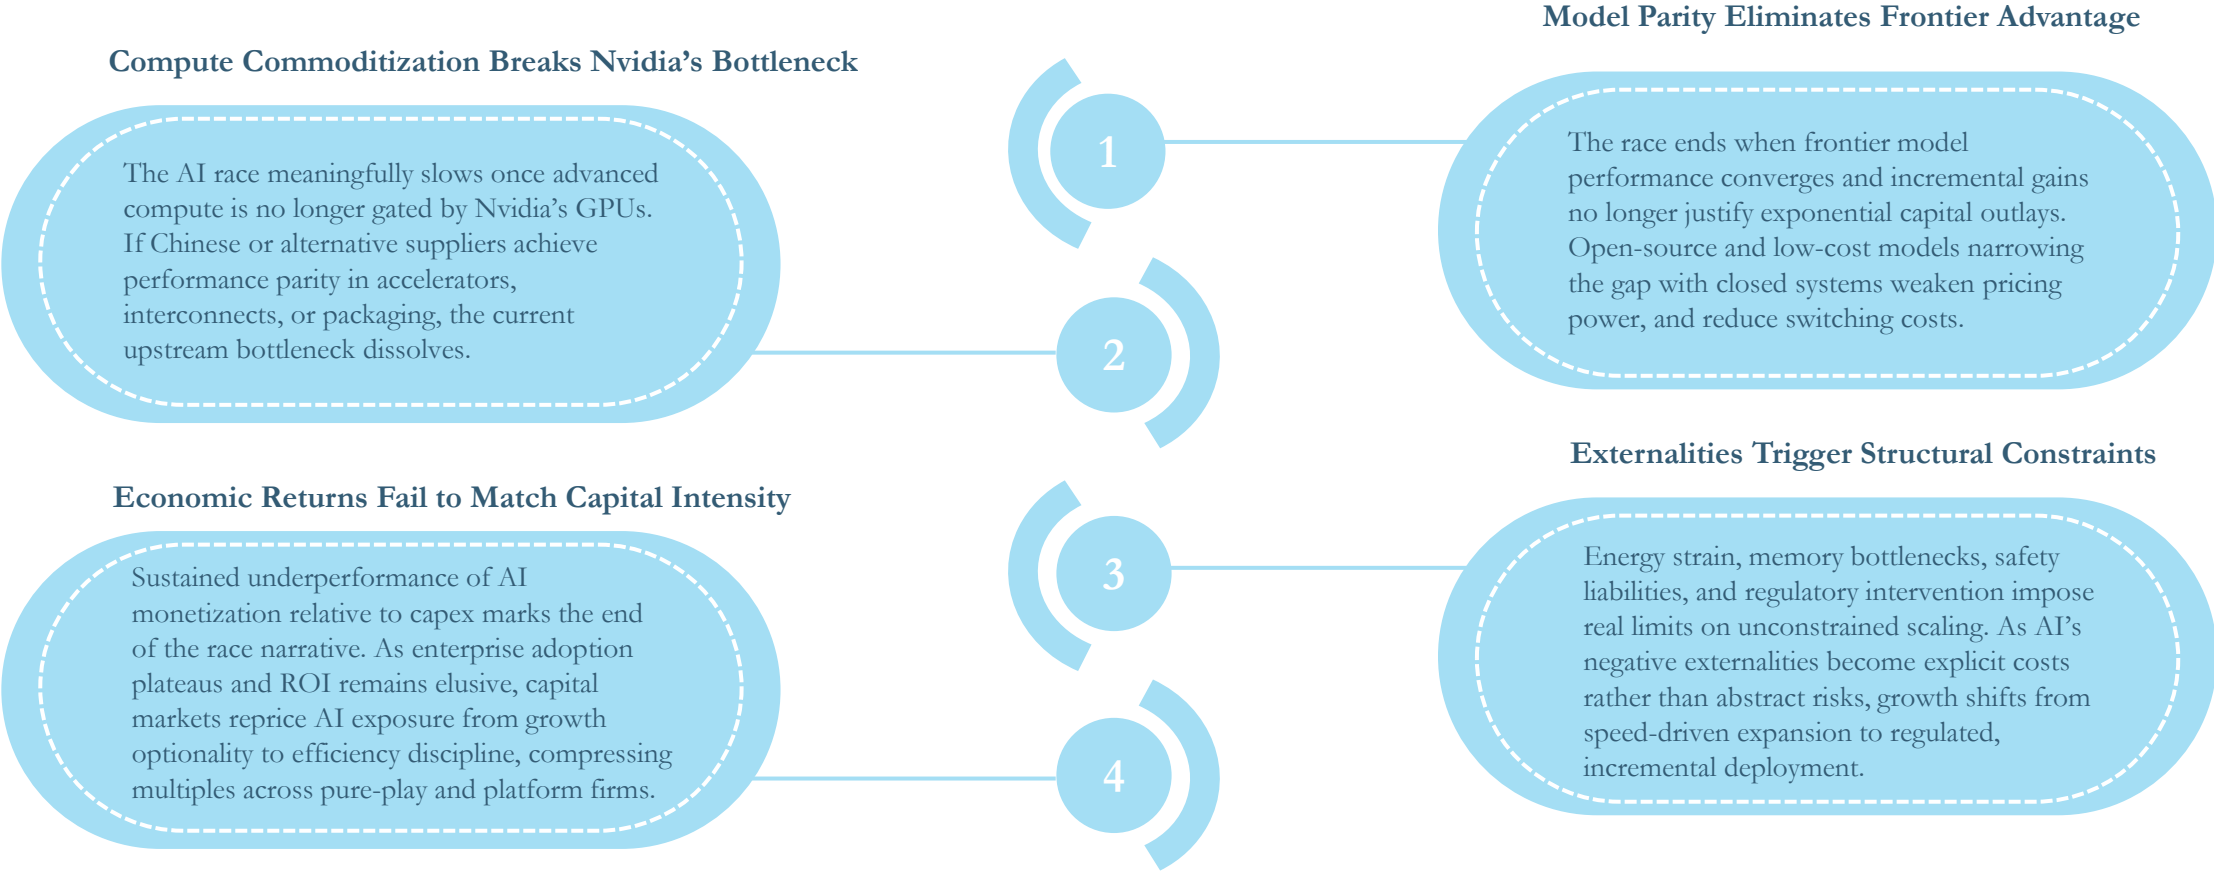 Model Parity Eliminates Frontier Advantage
1
The race ends when frontier model
performance converges and incremental gains
no longer justify exponential capital outlays.
Open-source and low-cost models narrowing
the gap with closed systems weaken pricing
power, and reduce switching costs.
Compute Commoditization Breaks Nvidia’s Bottleneck
2
The AI race meaningfully slows once advanced
compute is no longer gated by Nvidia’s GPUs.
If Chinese or alternative suppliers achieve
performance parity in accelerators,
interconnects, or packaging, the current
upstream bottleneck dissolves.
Externalities Trigger Structural Constraints
3
Energy strain, memory bottlenecks, safety
liabilities, and regulatory intervention impose
real limits on unconstrained scaling. As AI’s
negative externalities become explicit costs
rather than abstract risks, growth shifts from
speed-driven expansion to regulated,
incremental deployment.
Economic Returns Fail to Match Capital Intensity
4
Sustained underperformance of AI
monetization relative to capex marks the end
of the race narrative. As enterprise adoption
plateaus and ROI remains elusive, capital
markets reprice AI exposure from growth
optionality to efficiency discipline, compressing
multiples across pure-play and platform firms.